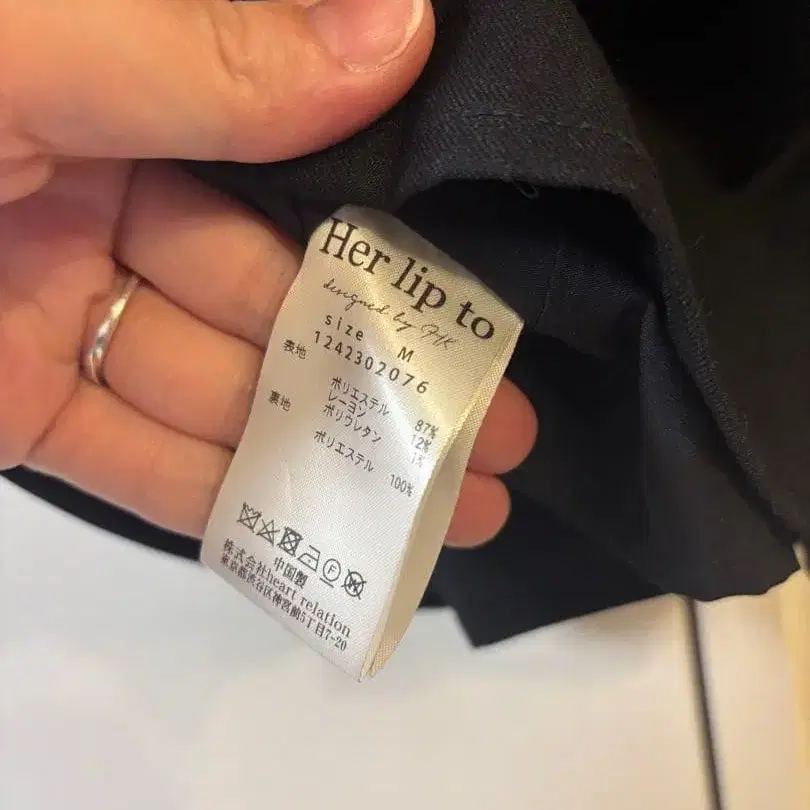 Her lip to
designed by HK
size M
1242302076
表地 ポリエステル 87%
レーヨン 12%
ポリウレタン 1%
裏地 ポリエステル 100%
F W
中国製
株式会社heart relation
東京都渋谷区神宮前5丁目7-20